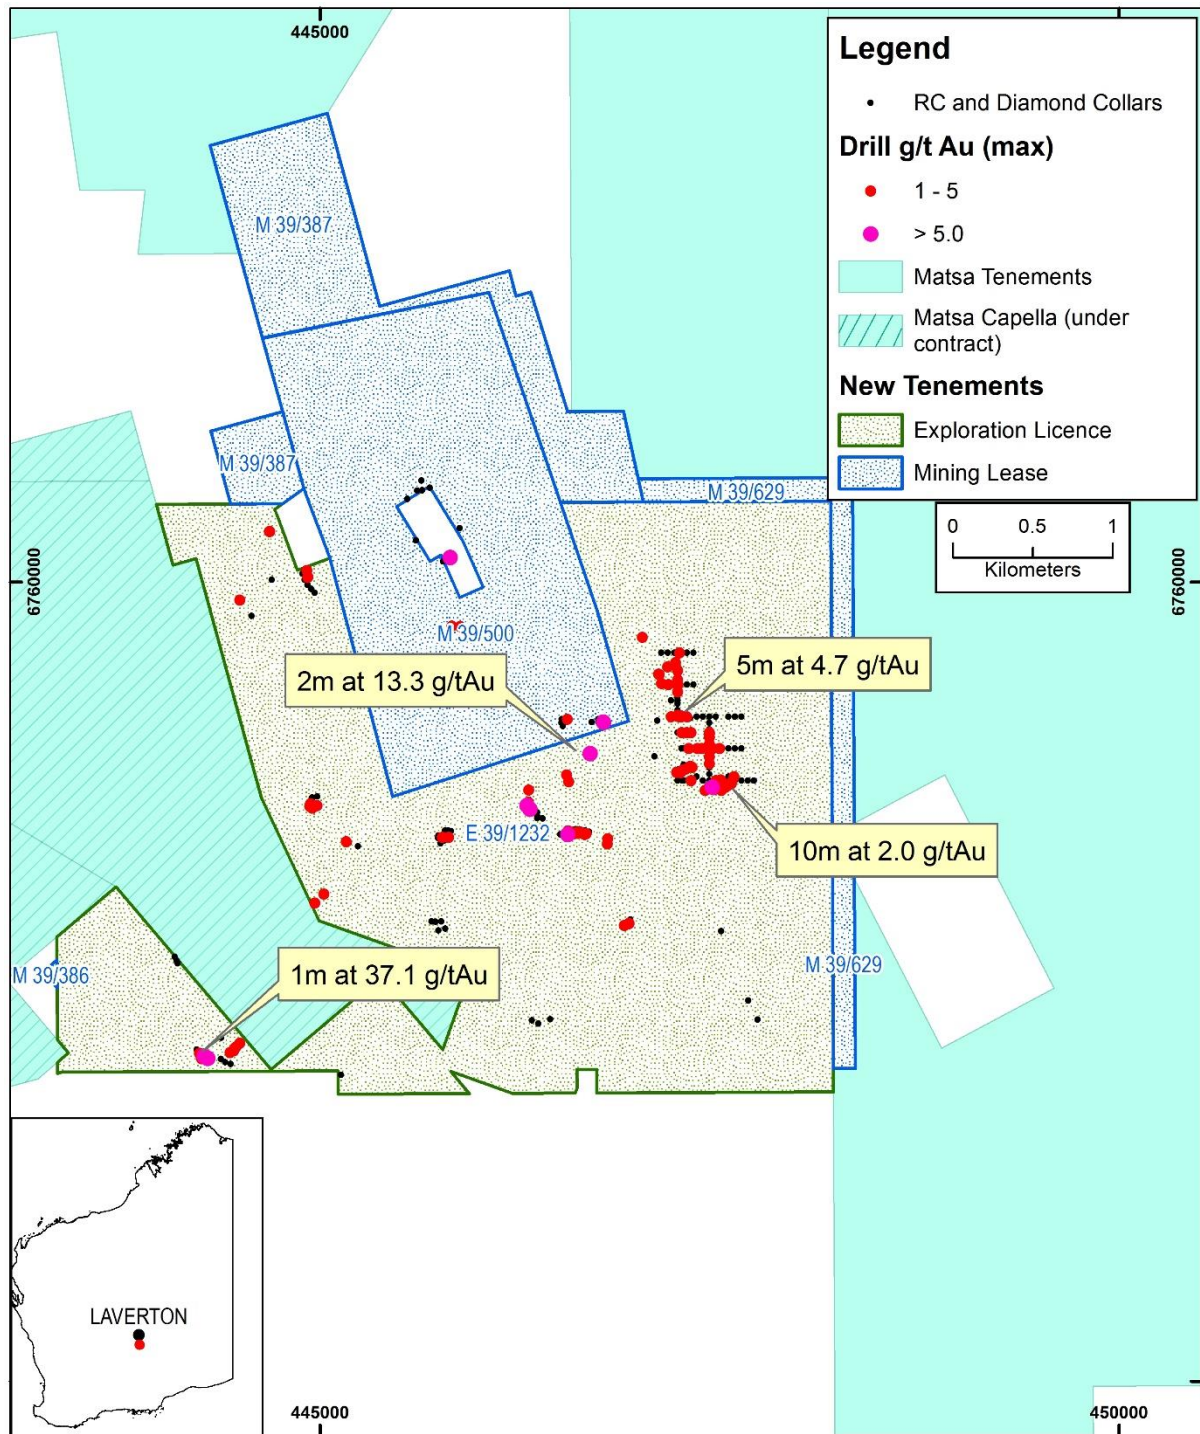 445000
Legend
RC and Diamond Collars
Drill g/t Au (max)
1 - 5
> 5.0
Matsa Tenements
Matsa Capella (under
contract)
New Tenements
Exploration Licence
Mining Lease
0 0.5 1
Kilometers
M 39/387
M 39/387
M 39/629
6760000
6760000
M 39/500
2m at 13.3 g/tAu
5m at 4.7 g/tAu
E 39/1232
10m at 2.0 g/tAu
M 39/386
1m at 37.1 g/tAu
M 39/629
LAVERTON
445000
450000